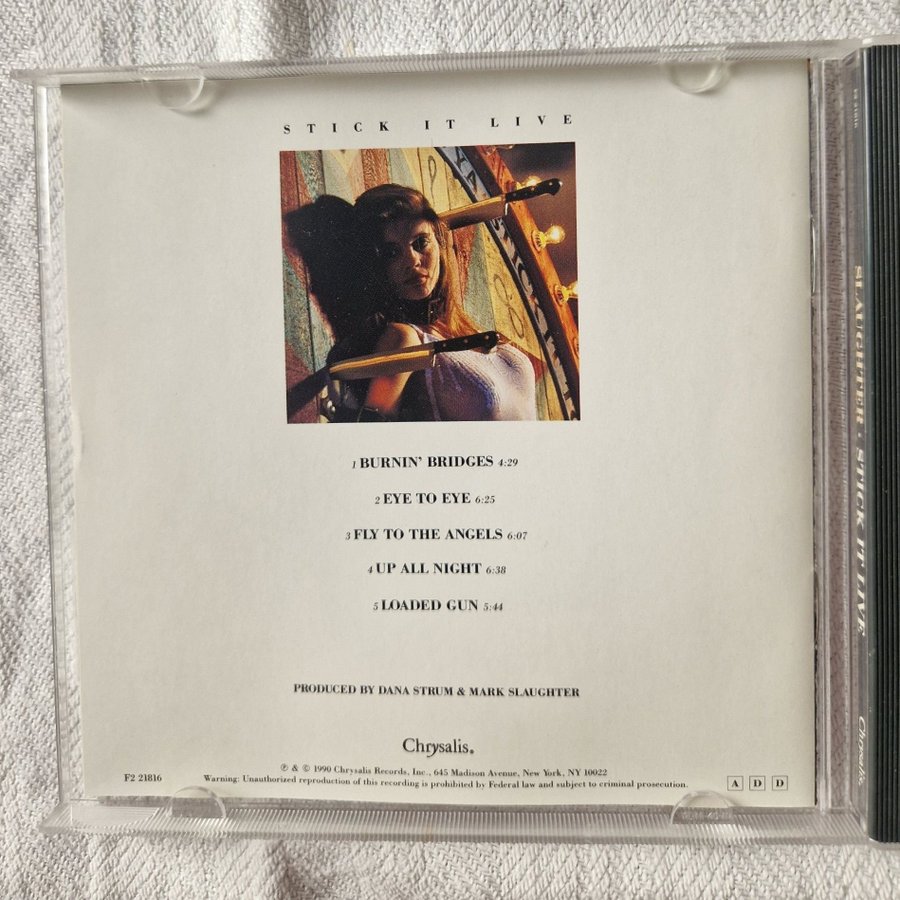 STICK IT LIVE
1 BURNIN' BRIDGES 4:29
2 EYE TO EYE 6:25
3 FLY TO THE ANGELS 6:07
4 UP ALL NIGHT 6:38
5 LOADED GUN 5:44
PRODUCED BY DANA STRUM & MARK SLAUGHTER
Chrysalis®
℗ & © 1990 Chrysalis Records, Inc., 645 Madison Avenue, New York, NY 10022
F2 21816
Warning: Unauthorized reproduction of this recording is prohibited by Federal law and subject to criminal prosecution.
A D D
SLAUGHTER · STICK IT LIVE
Chrysalis